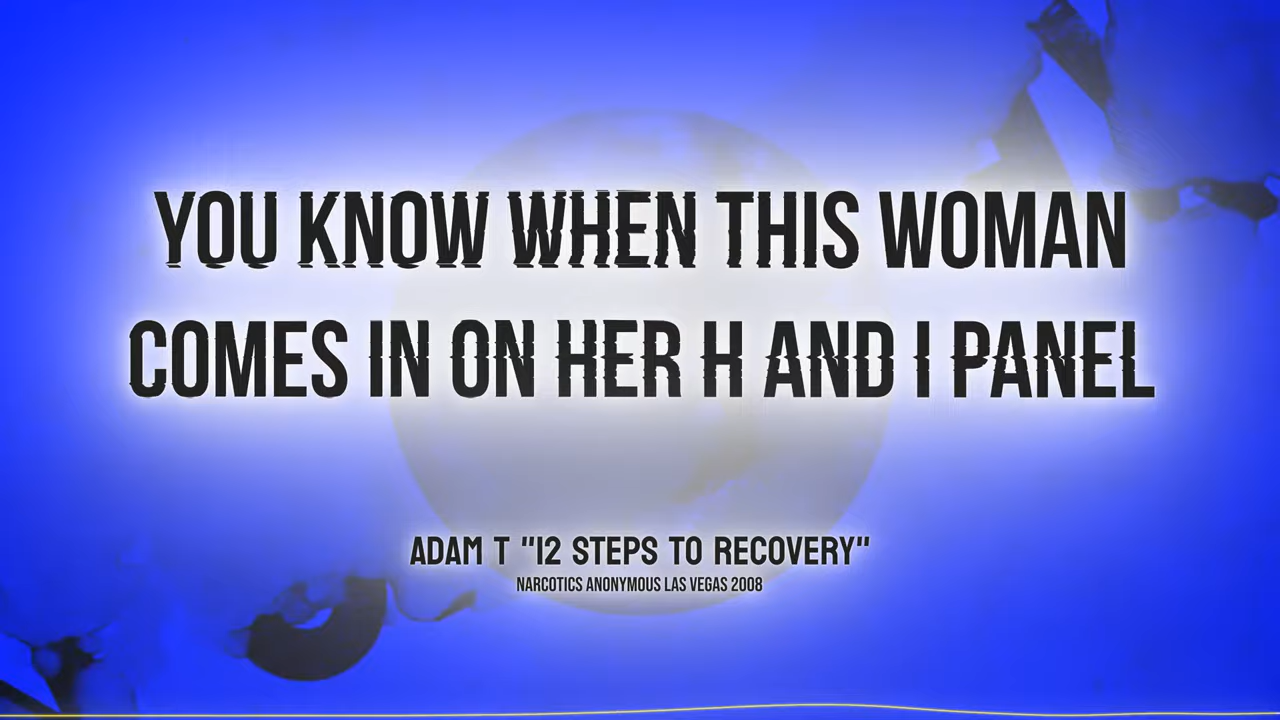 YOU KNOW WHEN THIS WOMAN
COMES IN ON HER H AND I PANEL
ADAM T "12 STEPS TO RECOVERY"
NARCOTICS ANONYMOUS LAS VEGAS 2008